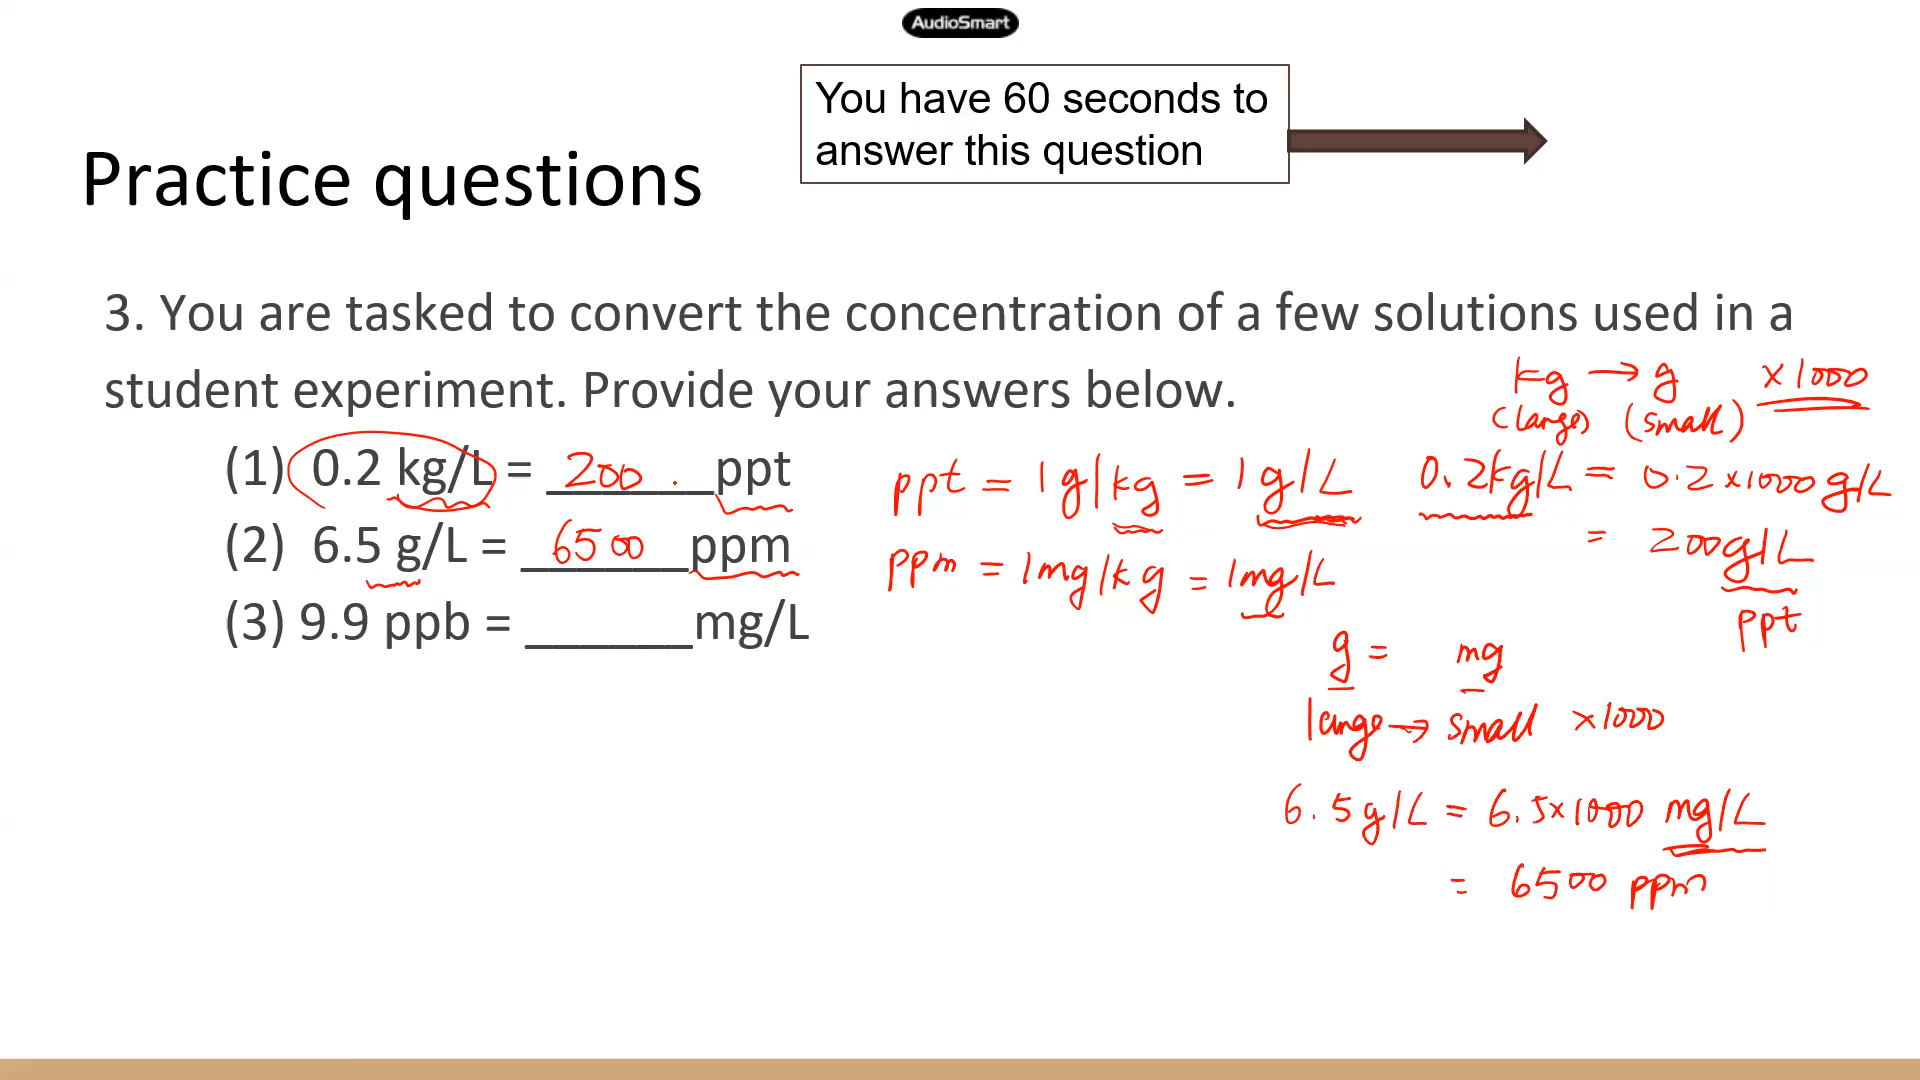 AudioSmart
You have 60 seconds to
answer this question
Practice questions
3. You are tasked to convert the concentration of a few solutions used in a
student experiment. Provide your answers below.
kg → g ×1000
(large) (small)
(1) 0.2 kg/L = 200 . ppt
ppt = 1g/kg = 1g/L
0.2kg/L = 0.2×1000g/L
= 200g/L
ppt
(2) 6.5 g/L = 6500 ppm
ppm = 1mg/kg = 1mg/L
(3) 9.9 ppb = ______mg/L
g = mg
large → small ×1000
6.5g/L = 6.5×1000 mg/L
= 6500 ppm